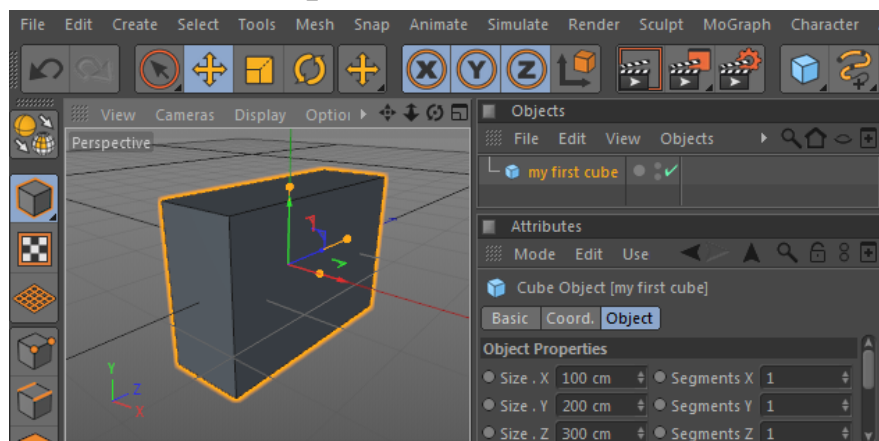 File Edit Create Select Tools Mesh Snap Animate Simulate Render Sculpt MoGraph Character
X Y Z
View Cameras Display
Perspective
Y
Z
X
Objects
File Edit View Objects
my first cube
Attributes
Mode Edit Use
Cube Object [my first cube]
Basic Coord. Object
Object Properties
Size . X 100 cm Segments X 1
Size . Y 200 cm Segments Y 1
Size . Z 300 cm Segments Z 1